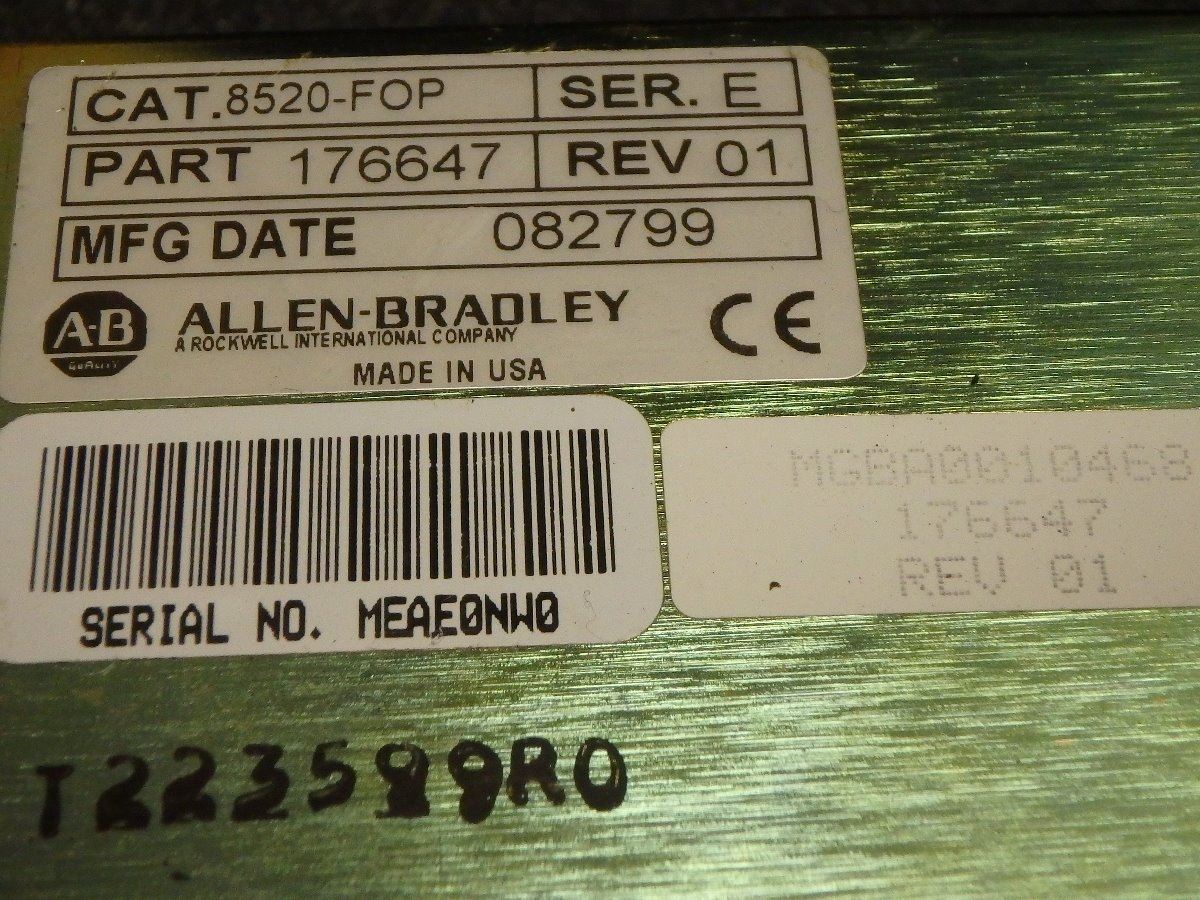 CAT. 8520-FOP SER. E
PART 176647 REV 01
MFG DATE 082799
A-B QUALITY
ALLEN-BRADLEY
A ROCKWELL INTERNATIONAL COMPANY
MADE IN USA
CE
SERIAL NO. MEAE0NW0
MGBA0010468
176647
REV 01
T223599R0